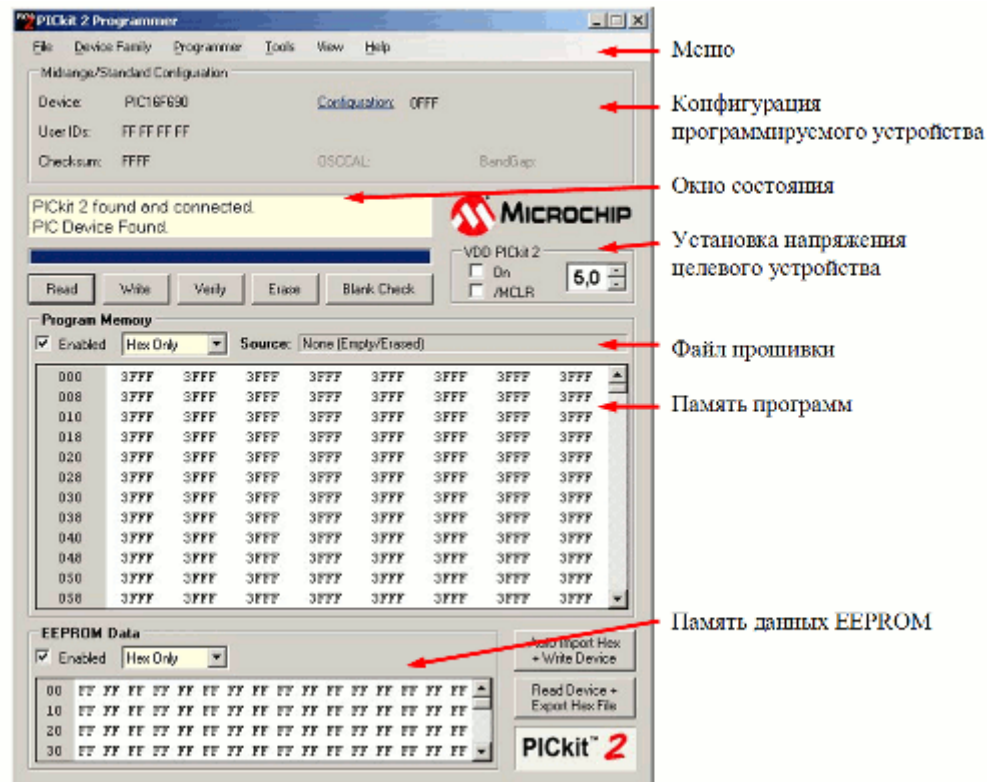 PICkit 2 Programmer
File Device Family Programmer Tools View Help
Меню
Midrange/Standard Configuration
Device: PIC16F690 Configuration: 0FFF
Конфигурация
программируемого устройства
User IDs: FF FF FF FF
Checksum: FFFF OSCCAL: BandGap:
Окно состояния
PICkit 2 found and connected.
PIC Device Found.
MICROCHIP
Установка напряжения
целевого устройства
VDD PICkit 2
On
/MCLR
5,0
Read Write Verify Erase Blank Check
Program Memory
Enabled Hex Only Source: None (Empty/Erased)
Файл прошивки
000 3FFF 3FFF 3FFF 3FFF 3FFF 3FFF 3FFF 3FFF
008 3FFF 3FFF 3FFF 3FFF 3FFF 3FFF 3FFF 3FFF
Память программ
010 3FFF 3FFF 3FFF 3FFF 3FFF 3FFF 3FFF 3FFF
018 3FFF 3FFF 3FFF 3FFF 3FFF 3FFF 3FFF 3FFF
020 3FFF 3FFF 3FFF 3FFF 3FFF 3FFF 3FFF 3FFF
028 3FFF 3FFF 3FFF 3FFF 3FFF 3FFF 3FFF 3FFF
030 3FFF 3FFF 3FFF 3FFF 3FFF 3FFF 3FFF 3FFF
038 3FFF 3FFF 3FFF 3FFF 3FFF 3FFF 3FFF 3FFF
040 3FFF 3FFF 3FFF 3FFF 3FFF 3FFF 3FFF 3FFF
048 3FFF 3FFF 3FFF 3FFF 3FFF 3FFF 3FFF 3FFF
050 3FFF 3FFF 3FFF 3FFF 3FFF 3FFF 3FFF 3FFF
058 3FFF 3FFF 3FFF 3FFF 3FFF 3FFF 3FFF 3FFF
Память данных EEPROM
EEPROM Data
Enabled Hex Only
Auto Import Hex
+ Write Device
00 FF FF FF FF FF FF FF FF FF FF FF FF FF FF FF FF
10 FF FF FF FF FF FF FF FF FF FF FF FF FF FF FF FF
20 FF FF FF FF FF FF FF FF FF FF FF FF FF FF FF FF
30 FF FF FF FF FF FF FF FF FF FF FF FF FF FF FF FF
Read Device +
Export Hex File
PICkit™ 2